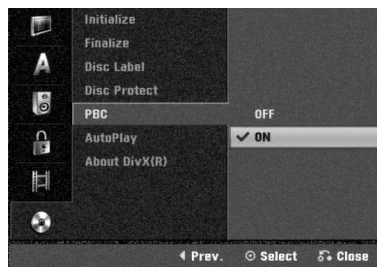 Initialize
Finalize
Disc Label
Disc Protect
PBC
OFF
AutoPlay
✔ ON
About DivX(R)
A
◀ Prev. ⊙ Select Close